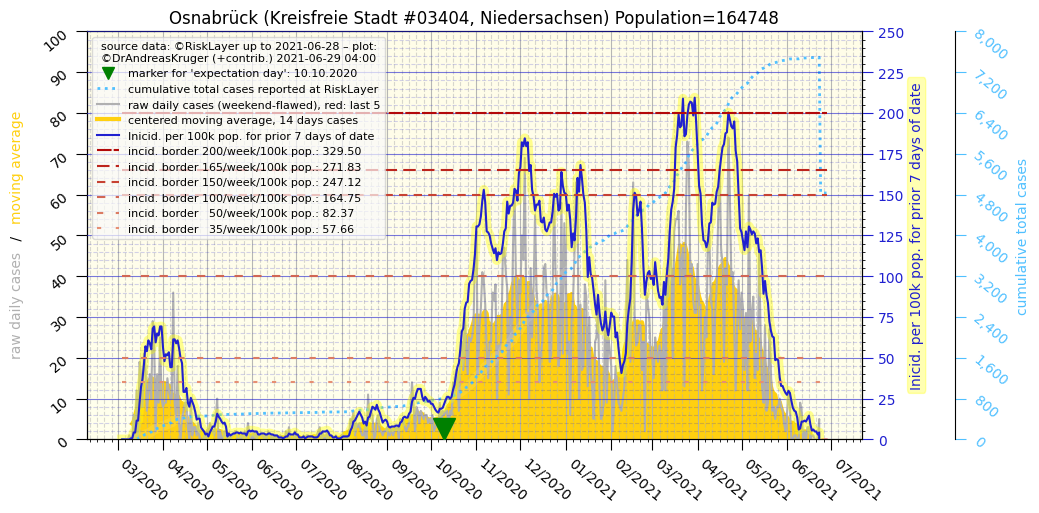 Osnabrück (Kreisfreie Stadt #03404, Niedersachsen) Population=164748
source data: ©RiskLayer up to 2021-06-28 – plot:
©DrAndreasKruger (+contrib.) 2021-06-29 04:00
marker for 'expectation day': 10.10.2020
cumulative total cases reported at RiskLayer
raw daily cases (weekend-flawed), red: last 5
centered moving average, 14 days cases
Inicid. per 100k pop. for prior 7 days of date
incid. border 200/week/100k pop.: 329.50
incid. border 165/week/100k pop.: 271.83
incid. border 150/week/100k pop.: 247.12
incid. border 100/week/100k pop.: 164.75
incid. border 50/week/100k pop.: 82.37
incid. border 35/week/100k pop.: 57.66
raw daily cases / moving average
100
90
80
70
60
50
40
30
20
10
0
03/2020
04/2020
05/2020
06/2020
07/2020
08/2020
09/2020
10/2020
11/2020
12/2020
01/2021
02/2021
03/2021
04/2021
05/2021
06/2021
07/2021
250
225
200
175
150
125
100
75
50
25
0
Inicid. per 100k pop. for prior 7 days of date
8,000
7,200
6,400
5,600
4,800
4,000
3,200
2,400
1,600
800
0
cumulative total cases